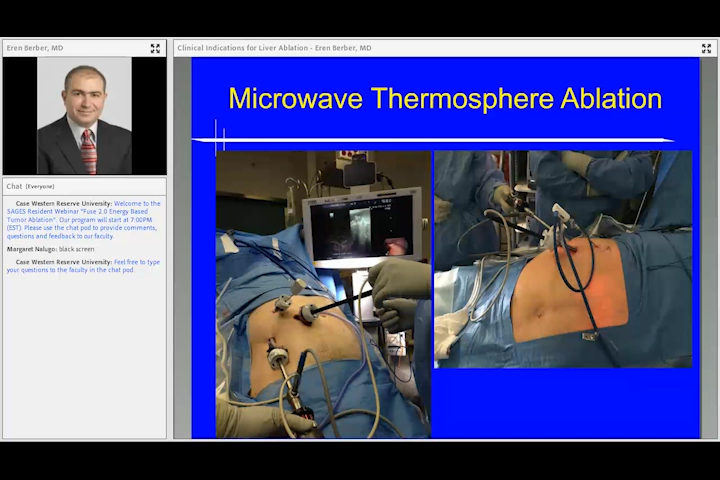 Eren Berber, MD
Clinical Indications for Liver Ablation - Eren Berber, MD
Microwave Thermosphere Ablation
Chat (Everyone)
Case Western Reserve University: Welcome to the
SAGES Resident Webinar "Fuse 2.0 Energy Based
Tumor Ablation". Our program will start at 7:00PM
(EST). Please use the chat pod to provide comments,
questions and feedback to our faculty.
Margaret Nalugo: black screen
Case Western Reserve University: Feel free to type
your questions to the faculty in the chat pod.